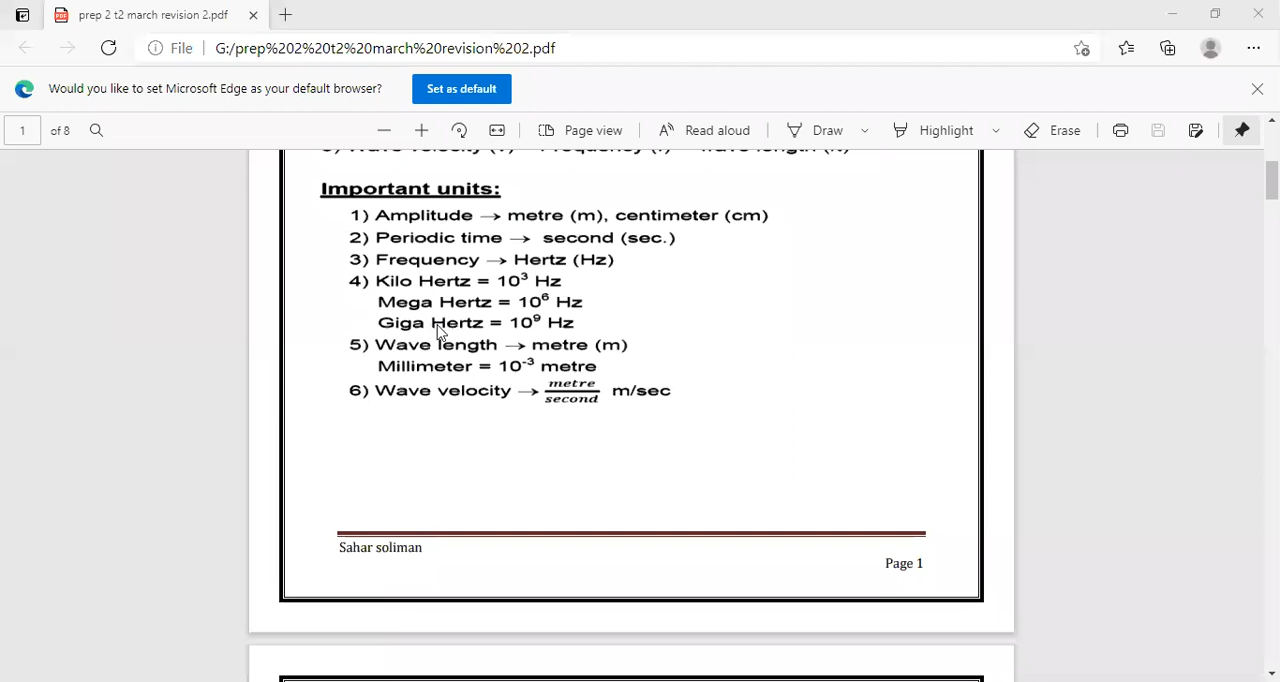 prep 2 t2 march revision 2.pdf
File G:/prep%202%20t2%20march%20revision%202.pdf
Would you like to set Microsoft Edge as your default browser? Set as default
1 of 8 Page view Read aloud Draw Highlight Erase
Important units:
1) Amplitude → metre (m), centimeter (cm)
2) Periodic time → second (sec.)
3) Frequency → Hertz (Hz)
4) Kilo Hertz = 10³ Hz
Mega Hertz = 10⁶ Hz
Giga Hertz = 10⁹ Hz
5) Wave length → metre (m)
Millimeter = 10⁻³ metre
6) Wave velocity → metre/second m/sec
Sahar soliman
Page 1